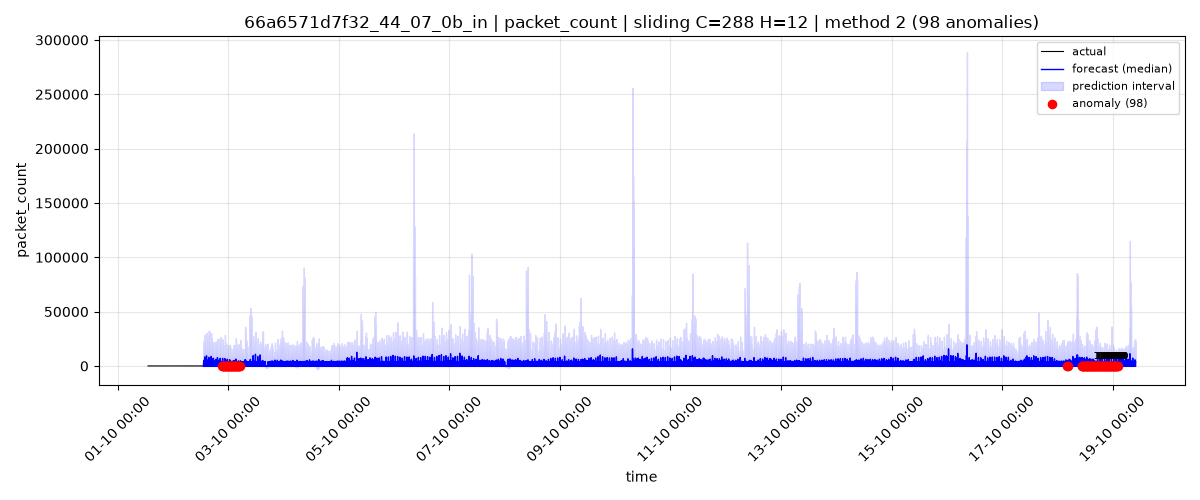 66a6571d7f32_44_07_0b_in | packet_count | sliding C=288 H=12 | method 2 (98 anomalies)
actual
forecast (median)
prediction interval
anomaly (98)
packet_count
300000
250000
200000
150000
100000
50000
0
01-10 00:00
03-10 00:00
05-10 00:00
07-10 00:00
09-10 00:00
11-10 00:00
13-10 00:00
15-10 00:00
17-10 00:00
19-10 00:00
time